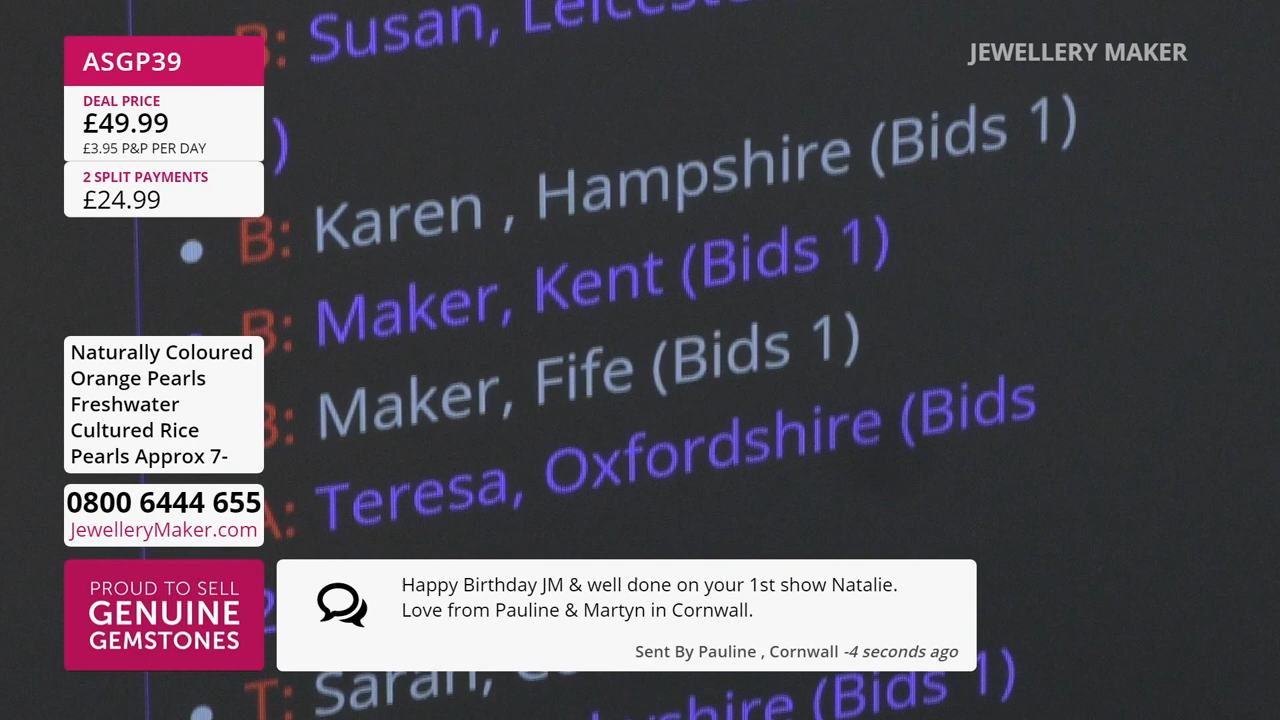 ASGP39
DEAL PRICE
£49.99
£3.95 P&P PER DAY
2 SPLIT PAYMENTS
£24.99
JEWELLERY MAKER
B: Susan,
)
B: Karen , Hampshire (Bids 1)
B: Maker, Kent (Bids 1)
B: Maker, Fife (Bids 1)
A: Teresa, Oxfordshire (Bids
T: Sarah,
(Bids 1)
Naturally Coloured
Orange Pearls
Freshwater
Cultured Rice
Pearls Approx 7-
0800 6444 655
JewelleryMaker.com
PROUD TO SELL
GENUINE
GEMSTONES
Happy Birthday JM & well done on your 1st show Natalie.
Love from Pauline & Martyn in Cornwall.
Sent By Pauline , Cornwall -4 seconds ago